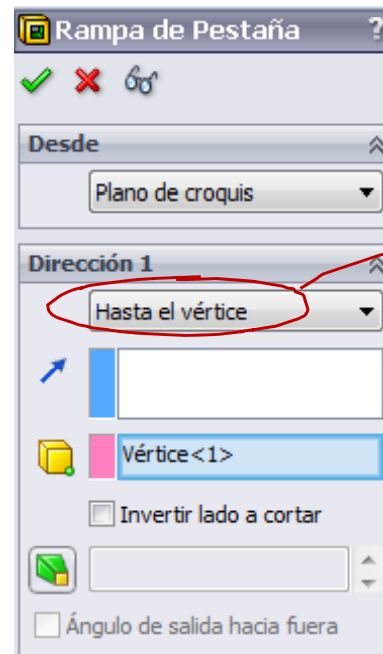 Rampa de Pestaña ?
Desde
Plano de croquis
Dirección 1
Hasta el vértice
Vértice<1>
Invertir lado a cortar
Ángulo de salida hacia fuera